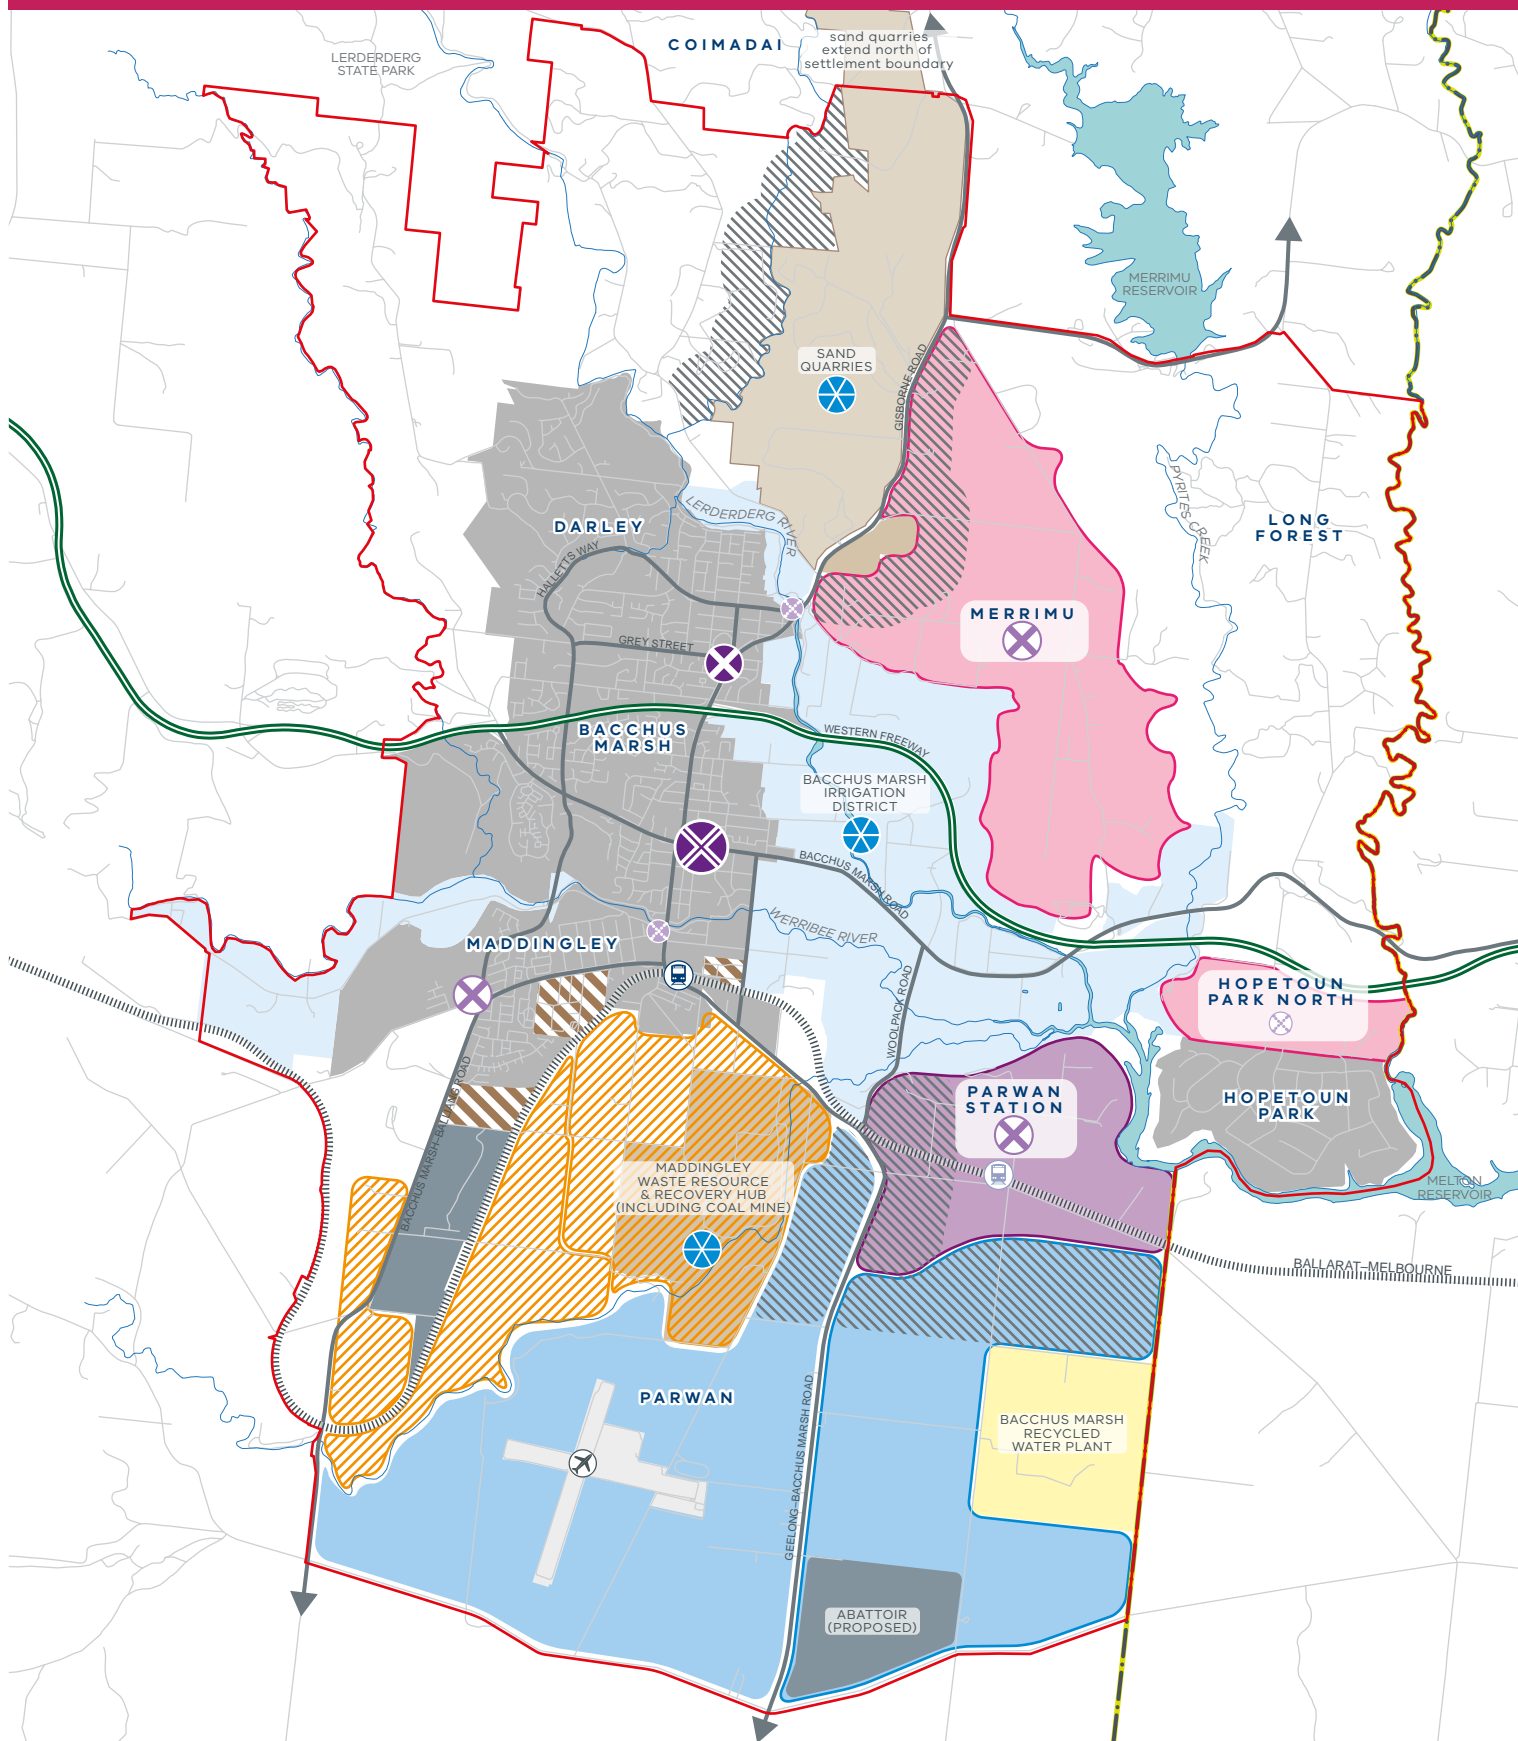 COIMADAI
sand quarries
extend north of
settlement boundary
LERDERDERG
STATE PARK
MERRIMU
RESERVOIR
SAND
QUARRIES
GISBORNE ROAD
LERDERDERG RIVER
PYRITES CREEK
LONG
FOREST
DARLEY
HALLETTS WAY
GREY STREET
MERRIMU
BACCHUS
MARSH
WESTERN FREEWAY
BACCHUS MARSH
IRRIGATION
DISTRICT
BACCHUS MARSH ROAD
WERRIBEE RIVER
MADDINGLEY
WOOLPACK ROAD
HOPETOUN
PARK NORTH
PARWAN
STATION
HOPETOUN
PARK
BACCHUS MARSH–BALLIANG ROAD
MADDINGLEY
WASTE RESOURCE
& RECOVERY HUB
(INCLUDING COAL MINE)
MELTON
RESERVOIR
BALLARAT–MELBOURNE
PARWAN
GEELONG–BACCHUS MARSH ROAD
BACCHUS MARSH
RECYCLED
WATER PLANT
ABATTOIR
(PROPOSED)